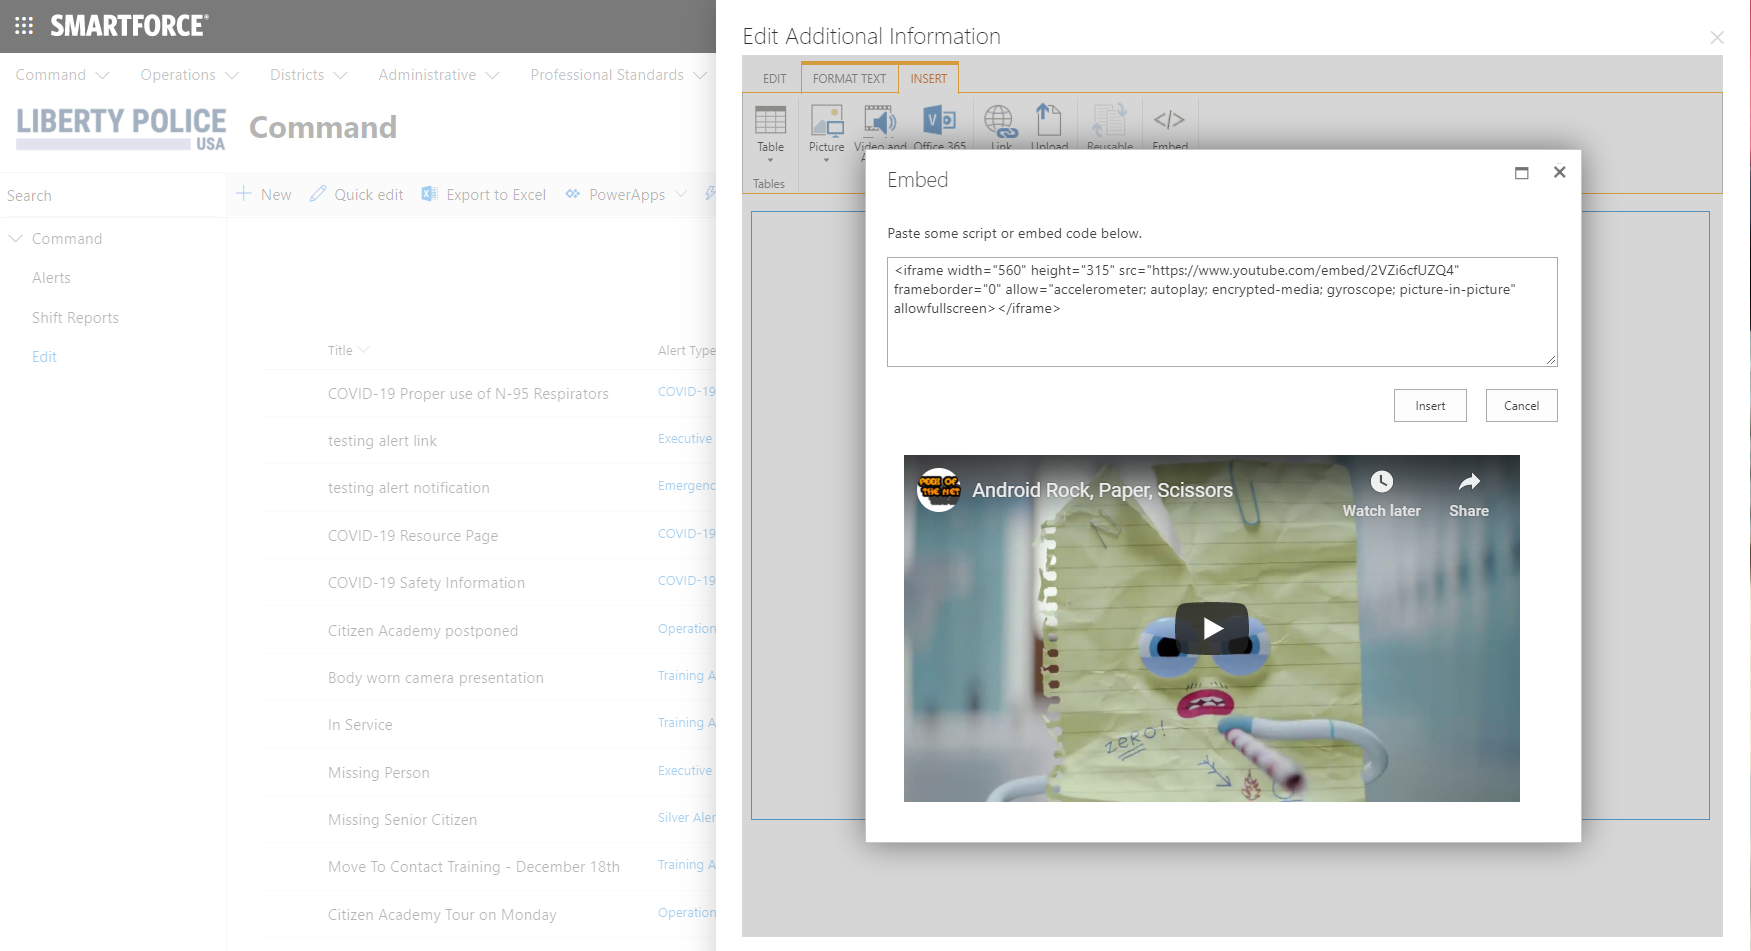 SMARTFORCE®
Command
Operations
Districts
Administrative
Professional Standards
LIBERTY POLICE
USA
Command
Search
New
Quick edit
Export to Excel
PowerApps
Command
Alerts
Shift Reports
Edit
Title
Alert Type
COVID-19 Proper use of N-95 Respirators
COVID-19
testing alert link
Executive
testing alert notification
Emergenc
COVID-19 Resource Page
COVID-19
COVID-19 Safety Information
COVID-19
Citizen Academy postponed
Operation
Body worn camera presentation
Training A
In Service
Training A
Missing Person
Executive
Missing Senior Citizen
Silver Aler
Move To Contact Training - December 18th
Training A
Citizen Academy Tour on Monday
Operation
Edit Additional Information
EDIT
FORMAT TEXT
INSERT
Table
Picture
Video and
Office 365
Link
Upload
Reusable
Embed
Tables
Embed
Paste some script or embed code below.
<iframe width="560" height="315" src="https://www.youtube.com/embed/2VZi6cfUZQ4"
frameborder="0" allow="accelerometer; autoplay; encrypted-media; gyroscope; picture-in-picture"
allowfullscreen></iframe>
Insert
Cancel
PEEK OF
THE NET
Android Rock, Paper, Scissors
Watch later
Share
zERO!